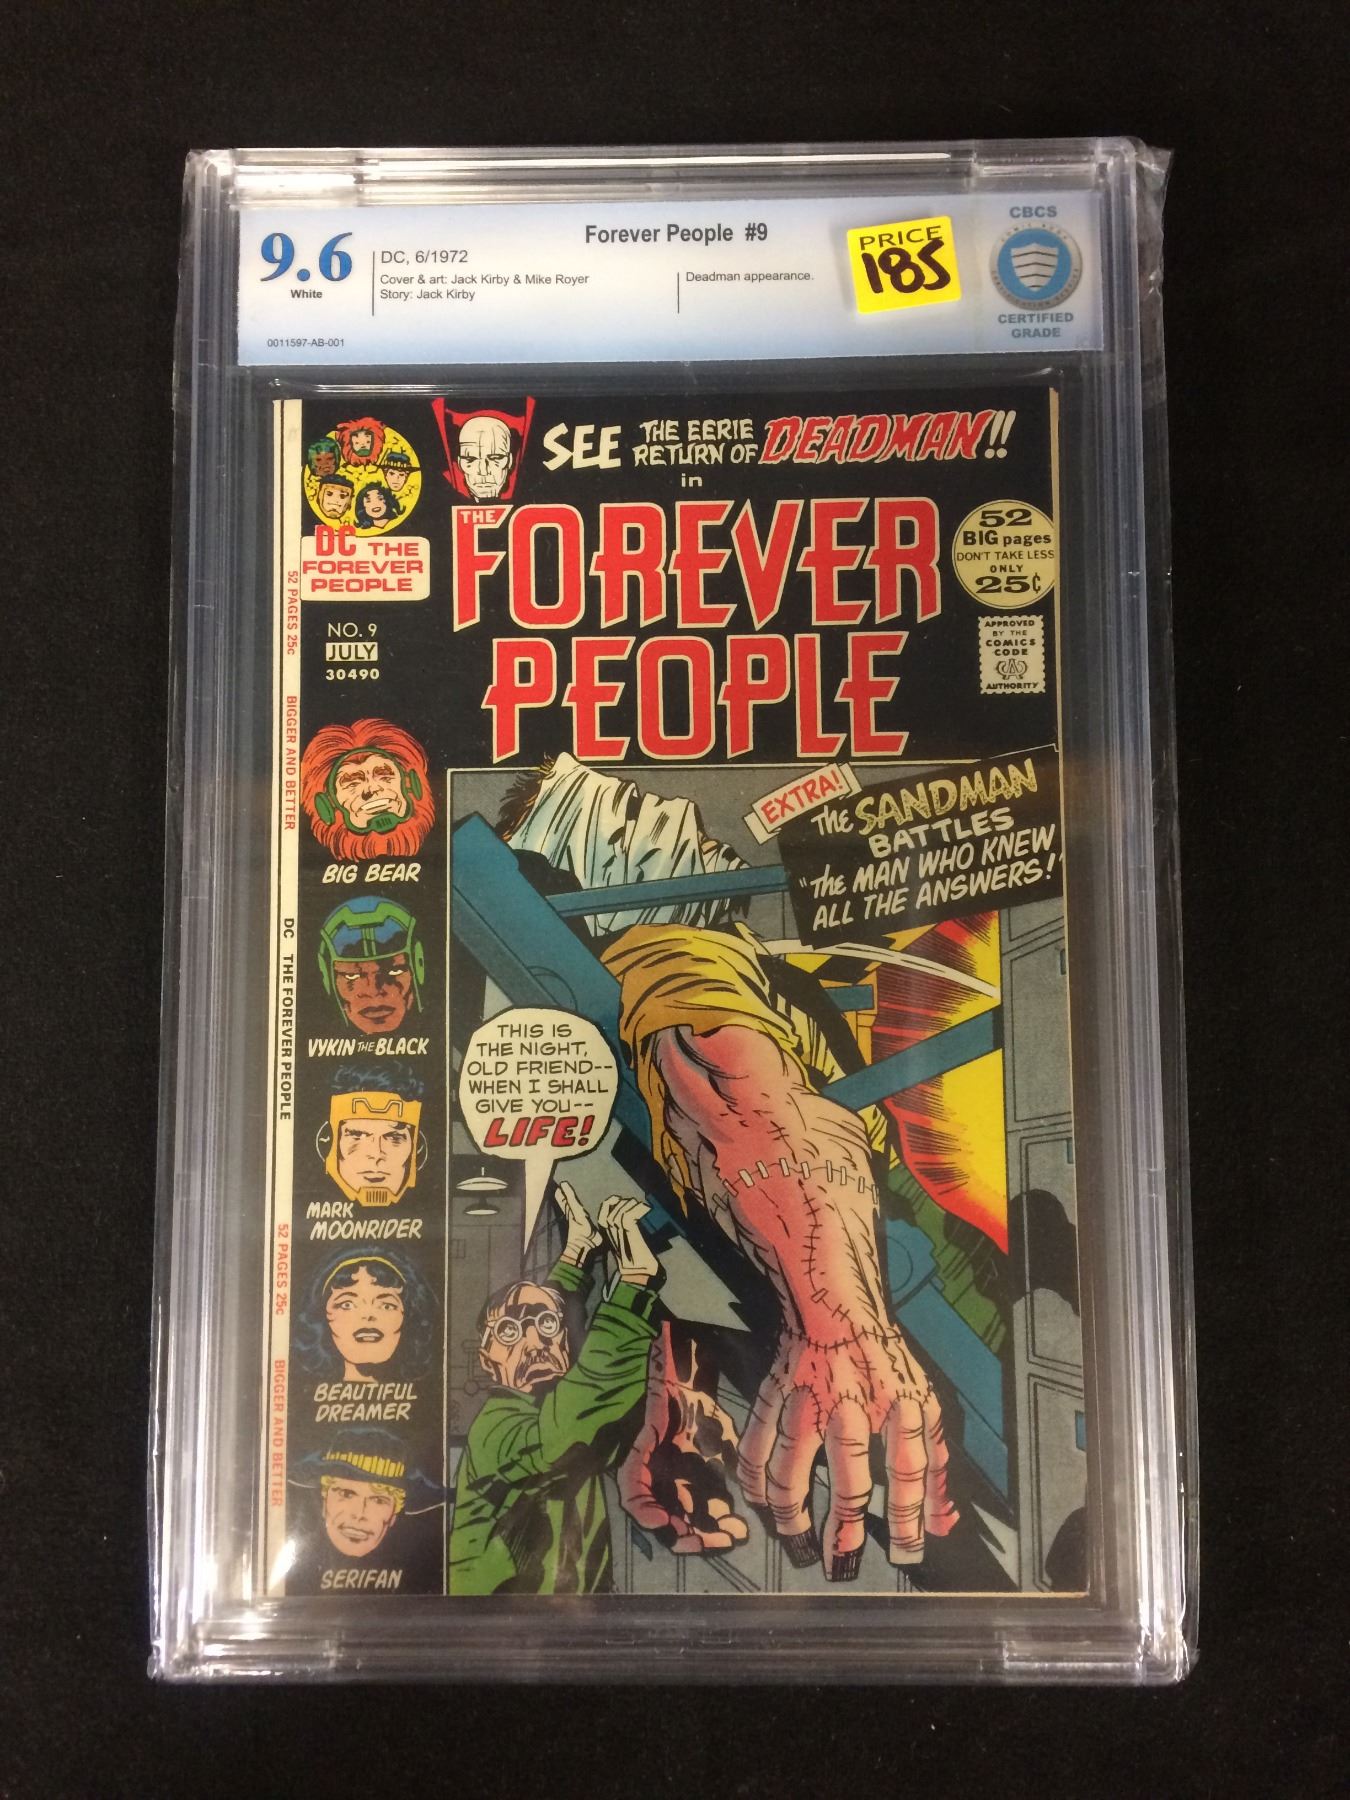 9.6
White
0011597-AB-001
Forever People #9
DC, 6/1972
Cover & art: Jack Kirby & Mike Royer
Story: Jack Kirby
Deadman appearance.
PRICE
185
CBCS
CERTIFIED
GRADE
SEE THE EERIE
RETURN OF DEADMAN!!
in
THE FOREVER
PEOPLE
DC THE
FOREVER
PEOPLE
NO. 9
JULY
30490
52
BIG pages
DON'T TAKE LESS
ONLY
25¢
APPROVED
BY THE
COMICS
CODE
CA
AUTHORITY
52 PAGES 25c
BIGGER AND BETTER
DC THE FOREVER PEOPLE
52 PAGES 25c
BIGGER AND BETTER
BIG BEAR
VYKIN THE BLACK
MARK
MOONRIDER
BEAUTIFUL
DREAMER
SERIFAN
EXTRA!
The SANDMAN
BATTLES
"The MAN WHO KNEW
ALL THE ANSWERS!"
THIS IS
THE NIGHT,
OLD FRIEND--
WHEN I SHALL
GIVE YOU--
LIFE!